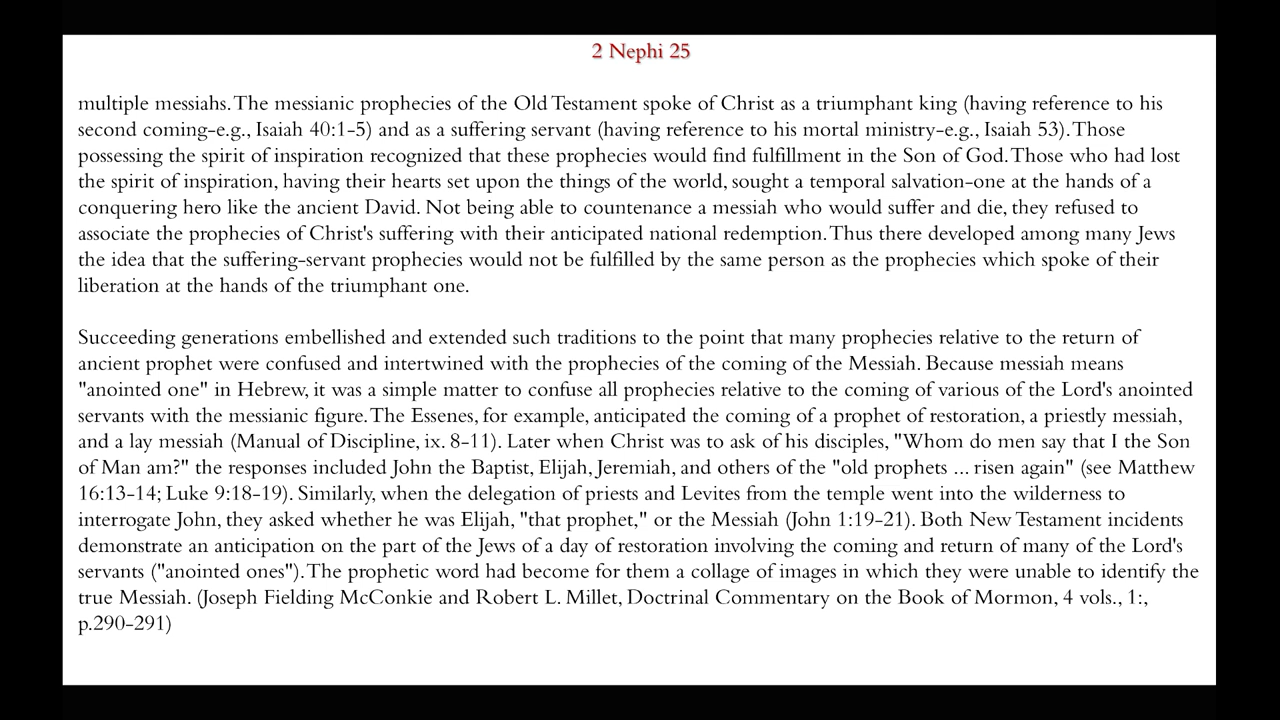 2 Nephi 25
multiple messiahs. The messianic prophecies of the Old Testament spoke of Christ as a triumphant king (having reference to his
second coming-e.g., Isaiah 40:1-5) and as a suffering servant (having reference to his mortal ministry-e.g., Isaiah 53). Those
possessing the spirit of inspiration recognized that these prophecies would find fulfillment in the Son of God. Those who had lost
the spirit of inspiration, having their hearts set upon the things of the world, sought a temporal salvation-one at the hands of a
conquering hero like the ancient David. Not being able to countenance a messiah who would suffer and die, they refused to
associate the prophecies of Christ's suffering with their anticipated national redemption. Thus there developed among many Jews
the idea that the suffering-servant prophecies would not be fulfilled by the same person as the prophecies which spoke of their
liberation at the hands of the triumphant one.
Succeeding generations embellished and extended such traditions to the point that many prophecies relative to the return of
ancient prophet were confused and intertwined with the prophecies of the coming of the Messiah. Because messiah means
"anointed one" in Hebrew, it was a simple matter to confuse all prophecies relative to the coming of various of the Lord's anointed
servants with the messianic figure. The Essenes, for example, anticipated the coming of a prophet of restoration, a priestly messiah,
and a lay messiah (Manual of Discipline, ix. 8-11). Later when Christ was to ask of his disciples, "Whom do men say that I the Son
of Man am?" the responses included John the Baptist, Elijah, Jeremiah, and others of the "old prophets ... risen again" (see Matthew
16:13-14; Luke 9:18-19). Similarly, when the delegation of priests and Levites from the temple went into the wilderness to
interrogate John, they asked whether he was Elijah, "that prophet," or the Messiah (John 1:19-21). Both New Testament incidents
demonstrate an anticipation on the part of the Jews of a day of restoration involving the coming and return of many of the Lord's
servants ("anointed ones"). The prophetic word had become for them a collage of images in which they were unable to identify the
true Messiah. (Joseph Fielding McConkie and Robert L. Millet, Doctrinal Commentary on the Book of Mormon, 4 vols., 1:,
p.290-291)